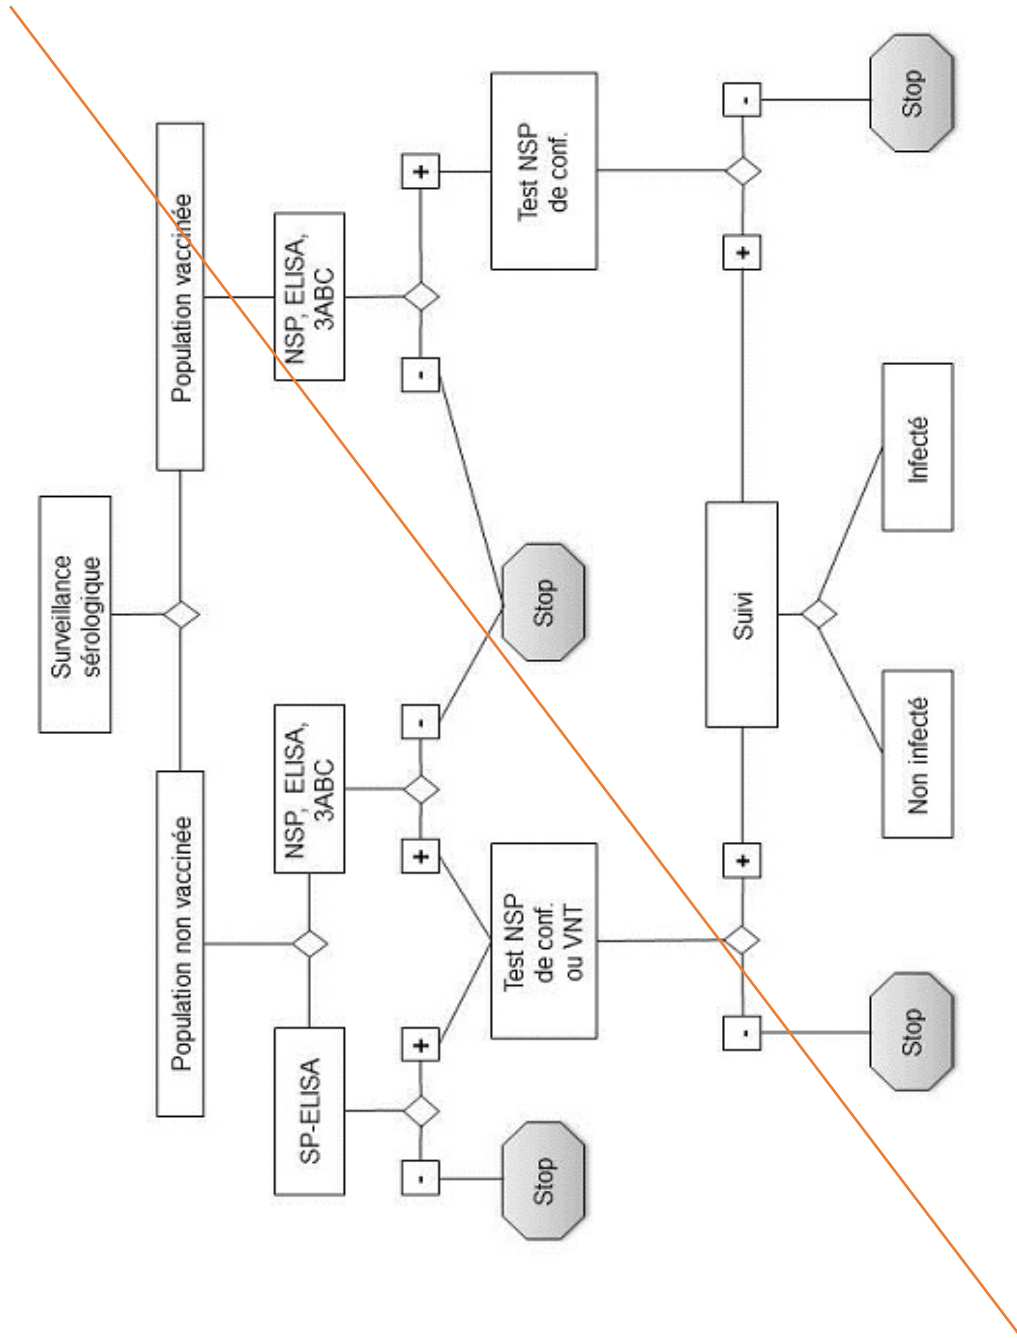 Surveillance
sérologique
Population non vaccinée
Population vaccinée
SP-ELISA
NSP, ELISA,
3ABC
NSP, ELISA,
3ABC
-
+
+
-
-
+
Stop
Test NSP
de conf.
ou VNT
Stop
Test NSP
de conf.
-
+
Suivi
+
-
Stop
Non infecté
Infecté
Stop